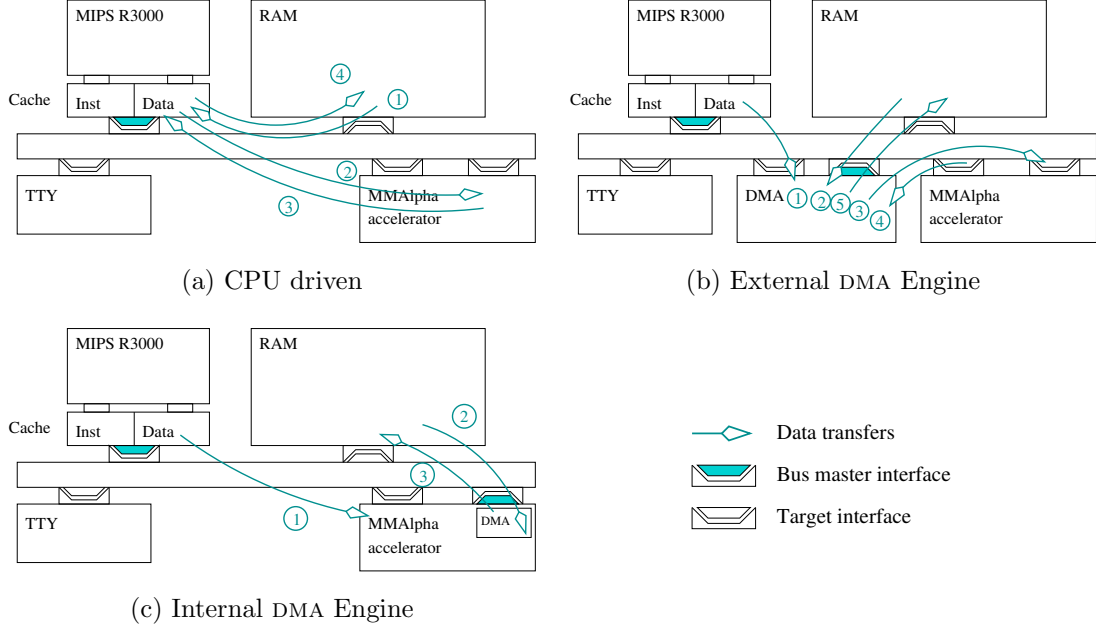 MIPS R3000
RAM
Cache
Inst
Data
4
1
2
3
TTY
MMAlpha
accelerator
(a) CPU driven
MIPS R3000
RAM
Cache
Inst
Data
TTY
DMA
1
2
5
3
4
MMAlpha
accelerator
(b) External DMA Engine
MIPS R3000
RAM
Cache
Inst
Data
2
3
1
TTY
MMAlpha
accelerator
DMA
(c) Internal DMA Engine
Data transfers
Bus master interface
Target interface